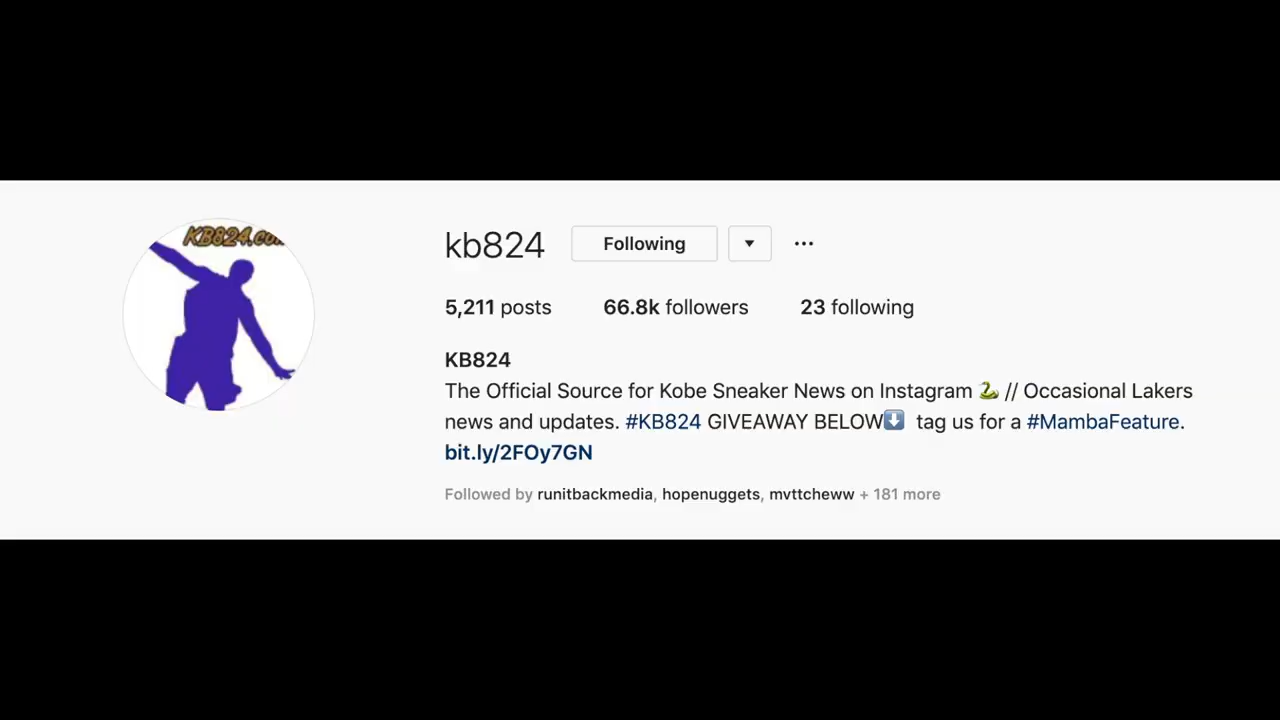 KB824.com
kb824 Following ▼ ···
5,211 posts 66.8k followers 23 following
KB824
The Official Source for Kobe Sneaker News on Instagram 🐍 // Occasional Lakers
news and updates. #KB824 GIVEAWAY BELOW⬇️ tag us for a #MambaFeature.
bit.ly/2FOy7GN
Followed by runitbackmedia, hopenuggets, mvttcheww + 181 more